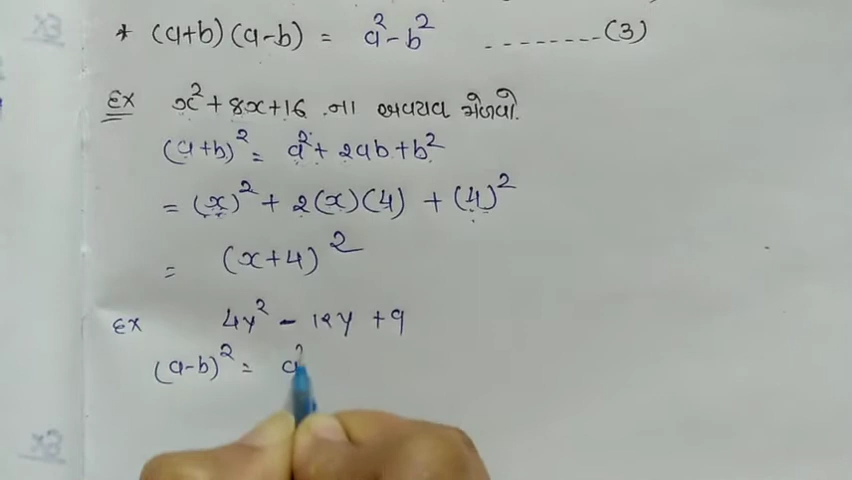 * (a+b)(a-b) = a² - b² --------(3)
Ex x² + 8x + 16 ના અવયવ મેળવો.
(a+b)² = a² + 2ab + b²
= (x)² + 2(x)(4) + (4)²
= (x+4)²
Ex 4y² - 12y + 9
(a-b)² = a²